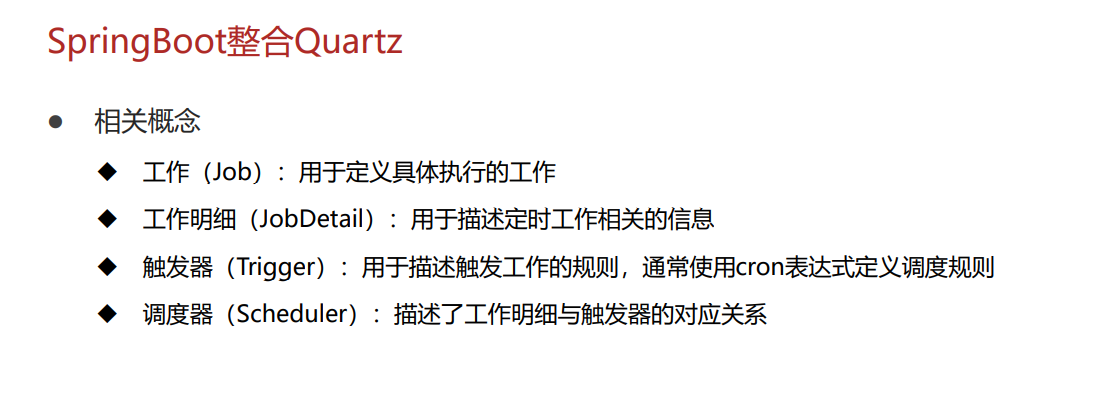 SpringBoot整合Quartz
● 相关概念
◆ 工作（Job）：用于定义具体执行的工作
◆ 工作明细（JobDetail）：用于描述定时工作相关的信息
◆ 触发器（Trigger）：用于描述触发工作的规则，通常使用cron表达式定义调度规则
◆ 调度器（Scheduler）：描述了工作明细与触发器的对应关系